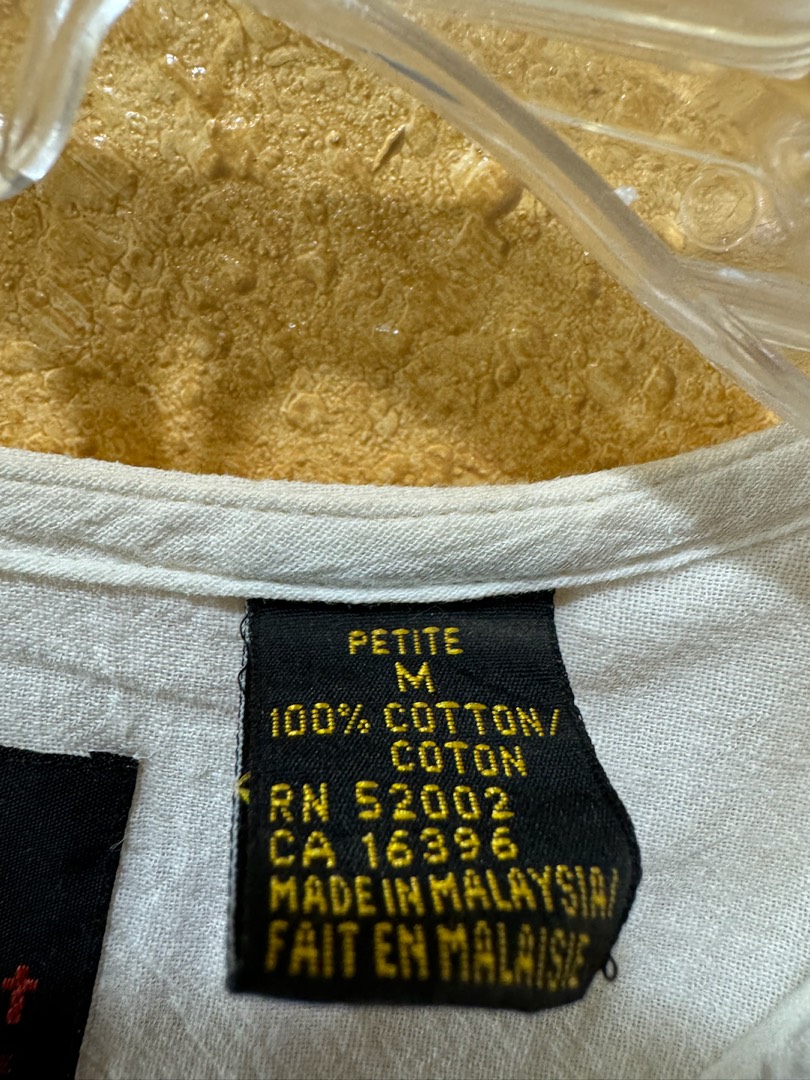 PETITE
M
100% COTTON/
COTON
RN 52002
CA 16396
MADE IN MALAYSIA/
FAIT EN MALAISIE
t